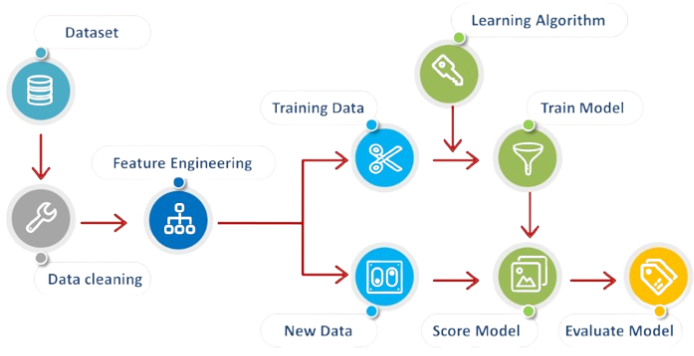 Learning Algorithm
Dataset
Training Data
Train Model
Feature Engineering
Data cleaning
New Data
Score Model
Evaluate Model